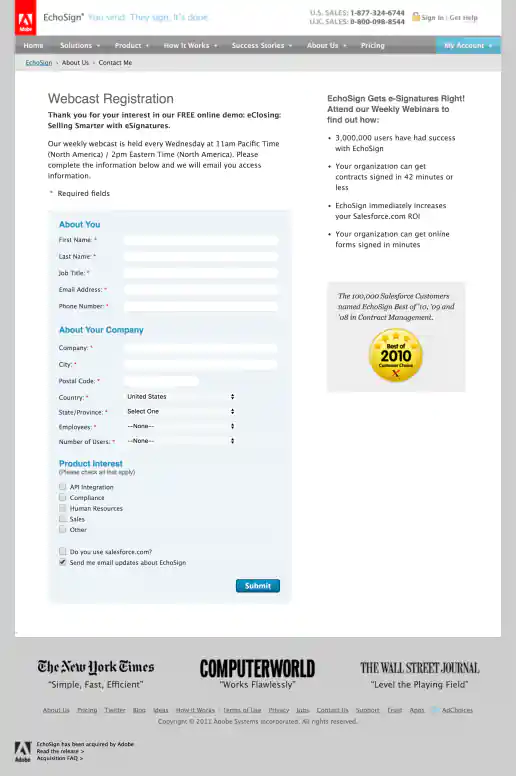 Adobe
EchoSign® You send. They sign. It's done.
U.S. SALES: 1-877-324-6744
U.K. SALES: 0-800-098-8544
Sign in | Get Help
Home Solutions Product How It Works Success Stories About Us Pricing My Account
EchoSign › About Us › Contact Me
Webcast Registration
Thank you for your interest in our FREE online demo: eClosing:
Selling Smarter with eSignatures.
Our weekly webcast is held every Wednesday at 11am Pacific Time
(North America) / 2pm Eastern Time (North America). Please
complete the information below and we will email you access
information.
* Required fields
About You
First Name: *
Last Name: *
Job Title: *
Email Address: *
Phone Number: *
About Your Company
Company: *
City: *
Postal Code: *
Country: * United States
State/Province: * Select One
Employees: * --None--
Number of Users: * --None--
Product Interest
(Please check all that apply)
API Integration
Compliance
Human Resources
Sales
Other
Do you use salesforce.com?
Send me email updates about EchoSign
Submit
EchoSign Gets e-Signatures Right!
Attend our Weekly Webinars to
find out how:
• 3,000,000 users have had success
with EchoSign
• Your organization can get
contracts signed in 42 minutes or
less
• EchoSign immediately increases
your Salesforce.com ROI
• Your organization can get online
forms signed in minutes
The 100,000 Salesforce Customers
named EchoSign Best of '10, '09 and
'08 in Contract Management.
Best of
2010
Customer Choice
X
The New York Times
"Simple, Fast, Efficient"
COMPUTERWORLD
"Works Flawlessly"
THE WALL STREET JOURNAL
"Level the Playing Field"
About Us Pricing Twitter Blog Ideas How it Works Terms of Use Privacy Jobs Contact Us Support Trust Apps AdChoices
Copyright © 2011 Adobe Systems Incorporated. All rights reserved.
Adobe
EchoSign has been acquired by Adobe
Read the release >
Acquisition FAQ >